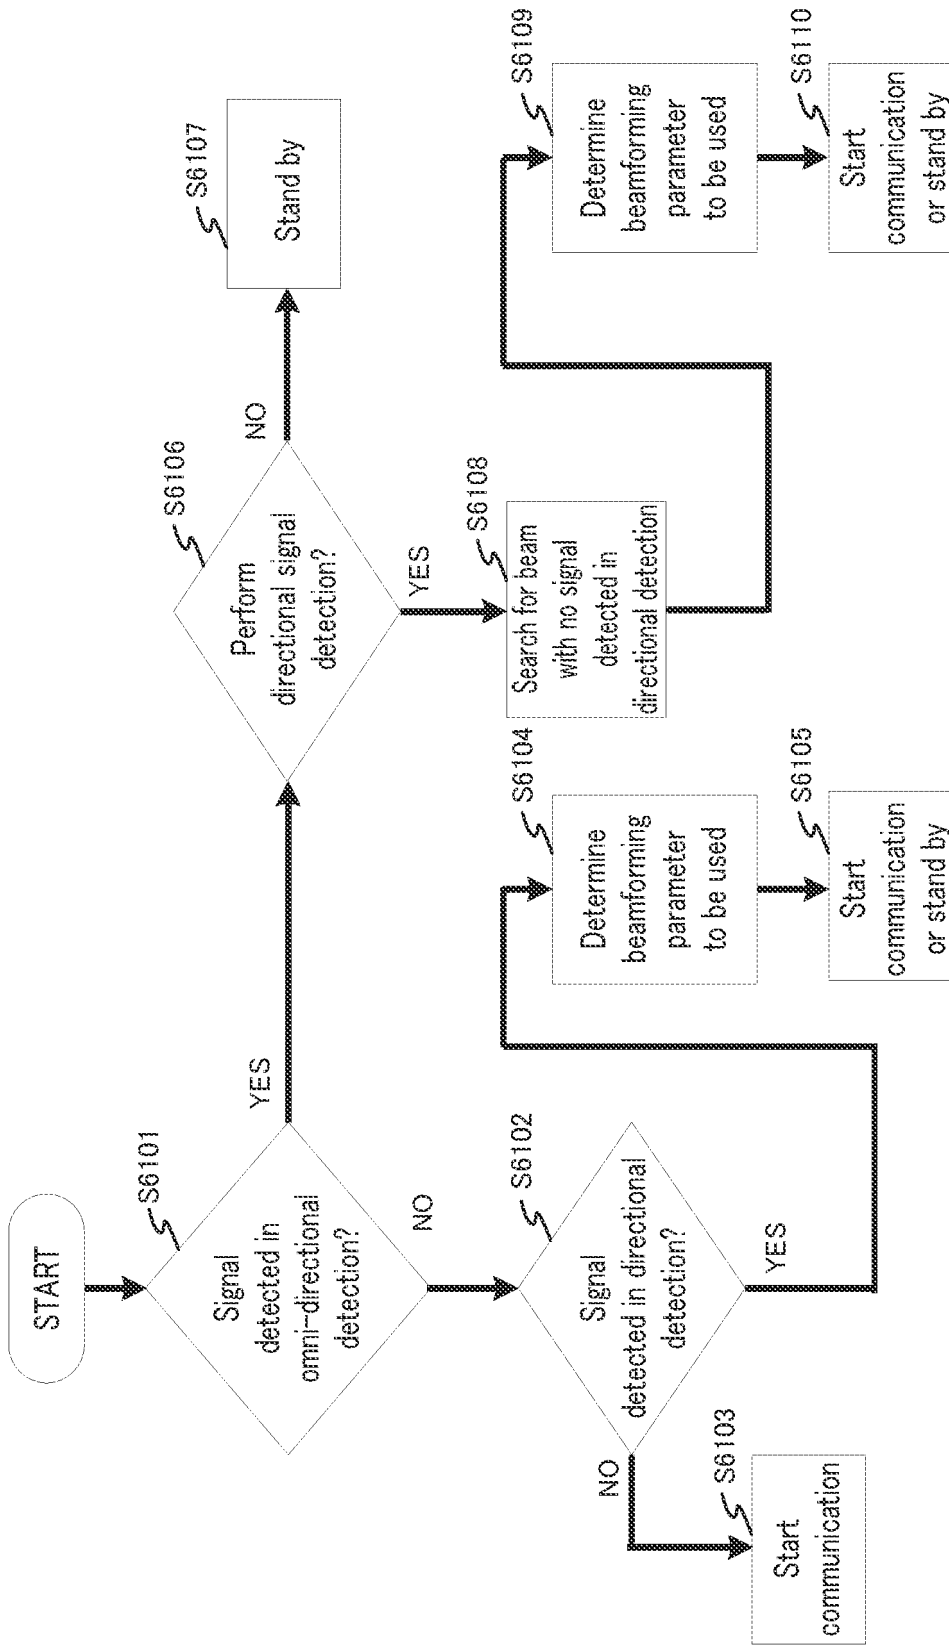 START
S6101
Signal
detected in
omni-directional
detection?
YES
NO
S6102
Signal
detected in directional
detection?
NO
YES
S6103
Start
communication
S6104
Determine
beamforming
parameter
to be used
S6105
Start
communication
or stand by
S6106
Perform
directional signal
detection?
NO
YES
S6107
Stand by
S6108
Search for beam
with no signal
detected in
directional detection
S6109
Determine
beamforming
parameter
to be used
S6110
Start
communication
or stand by